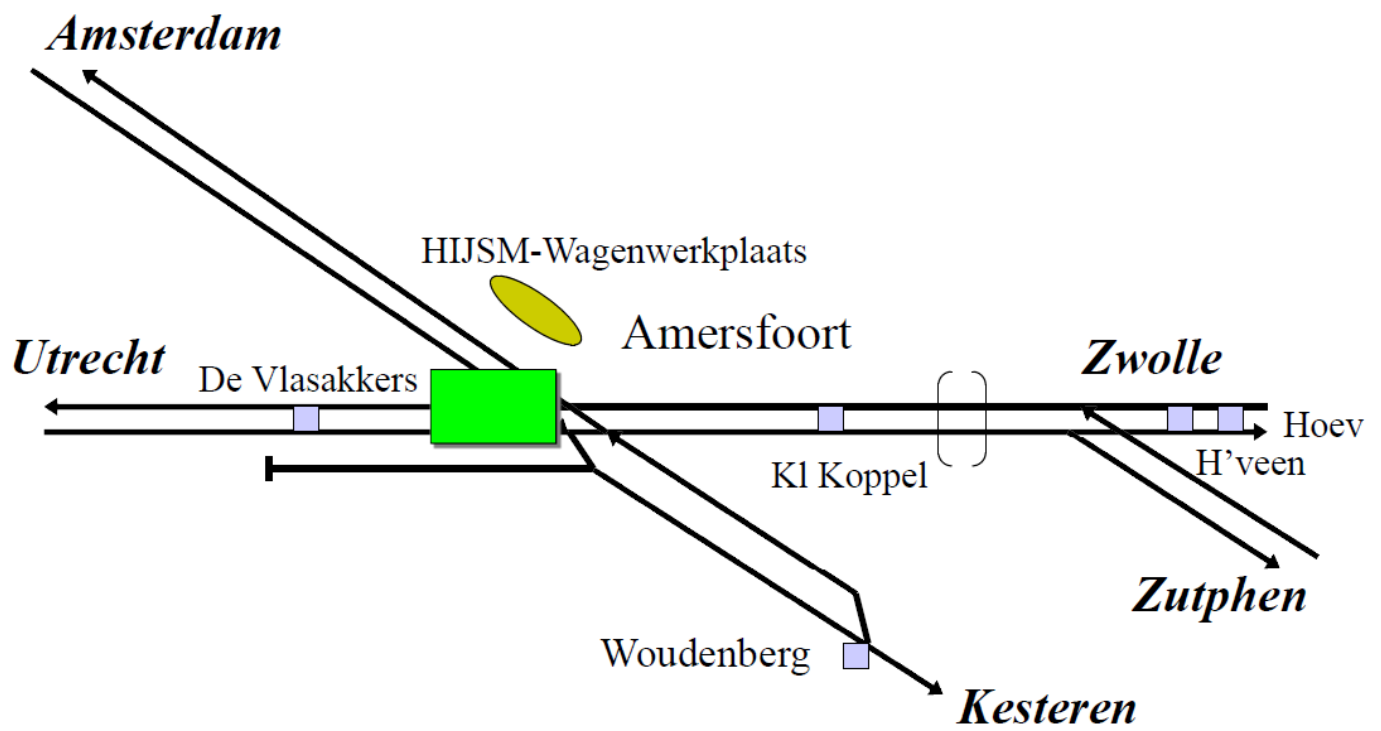 Amsterdam
HIJSM-Wagenwerkplaats
Amersfoort
Utrecht
De Vlasakkers
Zwolle
Hoev
Kl Koppel
H’veen
Zutphen
Woudenberg
Kesteren